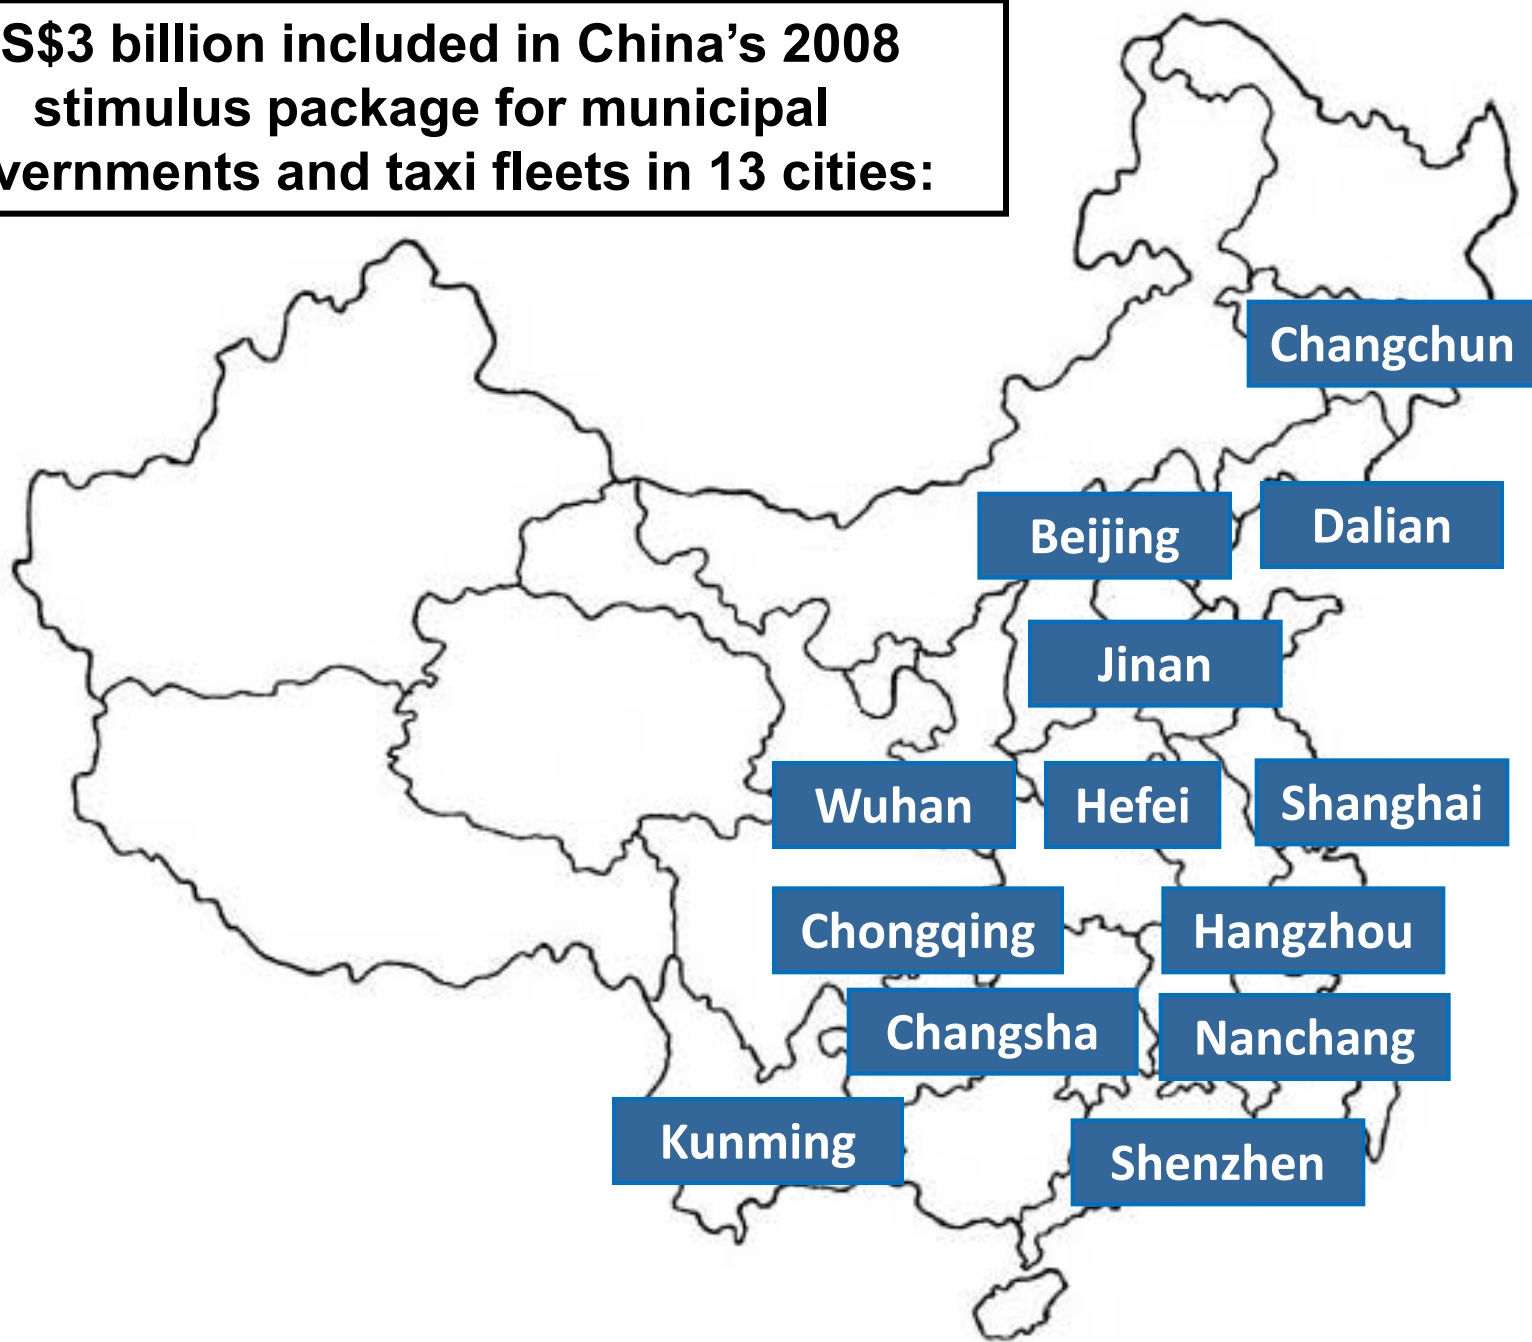 S$3 billion included in China’s 2008
stimulus package for municipal
vernments and taxi fleets in 13 cities:
Changchun
Beijing
Dalian
Jinan
Wuhan
Hefei
Shanghai
Chongqing
Hangzhou
Changsha
Nanchang
Kunming
Shenzhen